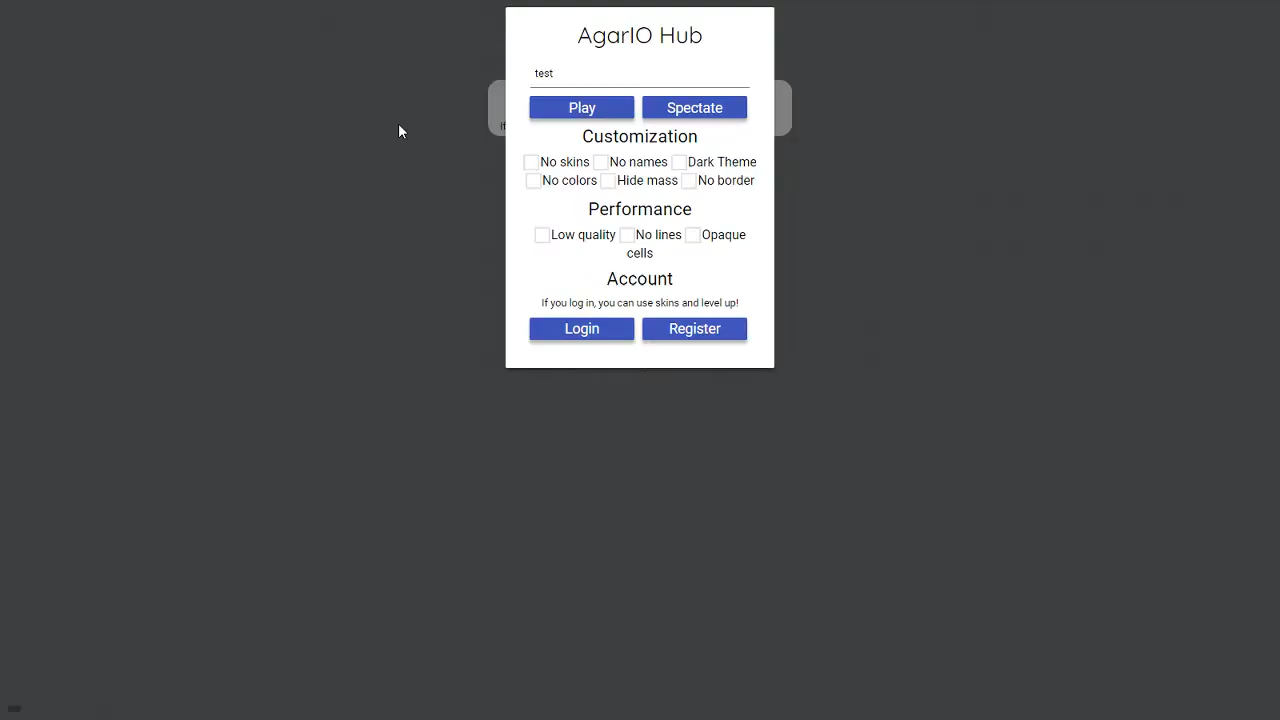 AgarIO Hub
test
Play Spectate
If
Customization
No skins No names Dark Theme
No colors Hide mass No border
Performance
Low quality No lines Opaque
cells
Account
If you log in, you can use skins and level up!
Login Register